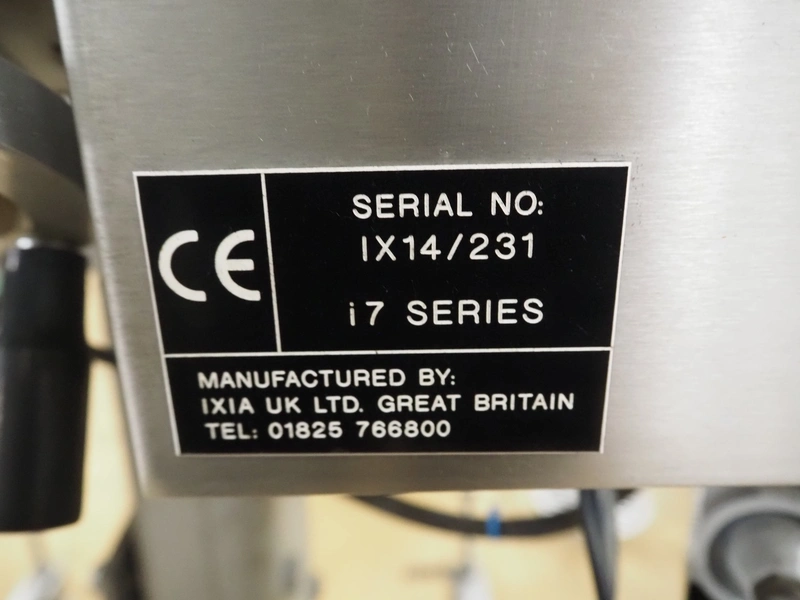 CE
SERIAL NO:
IX14/231
i7 SERIES
MANUFACTURED BY:
IXIA UK LTD. GREAT BRITAIN
TEL: 01825 766800